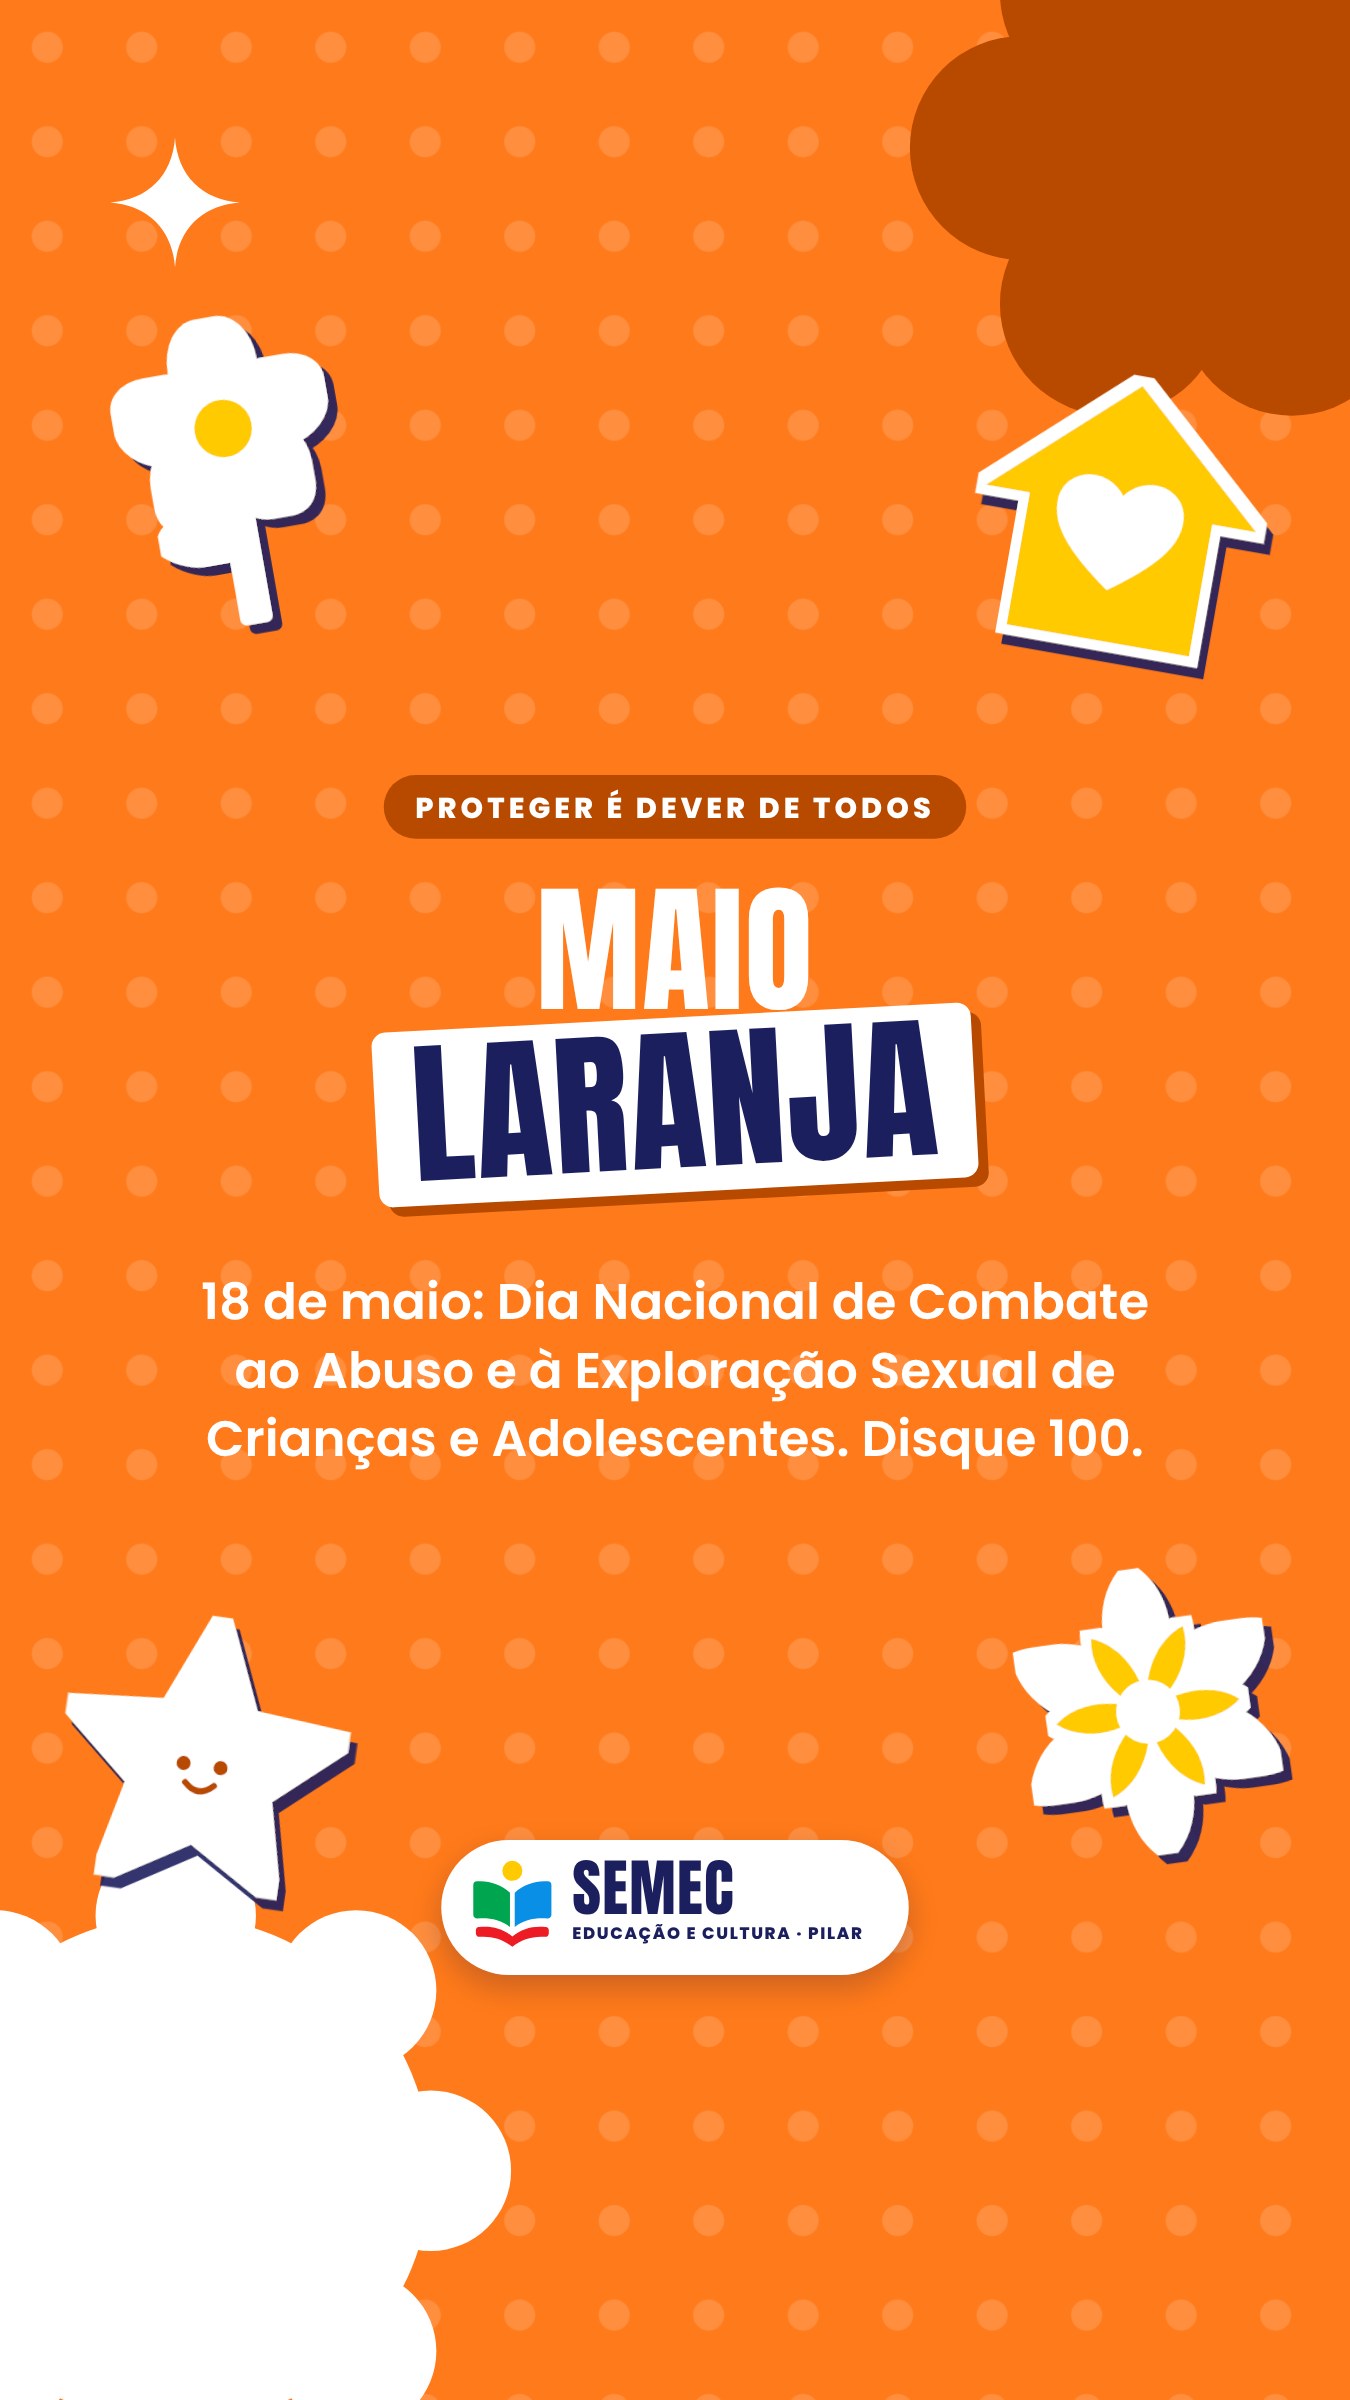 PROTEGER É DEVER DE TODOS
MAIO
LARANJA
18 de maio: Dia Nacional de Combate
ao Abuso e à Exploração Sexual de
Crianças e Adolescentes. Disque 100.
SEMEC
EDUCAÇÃO E CULTURA · PILAR